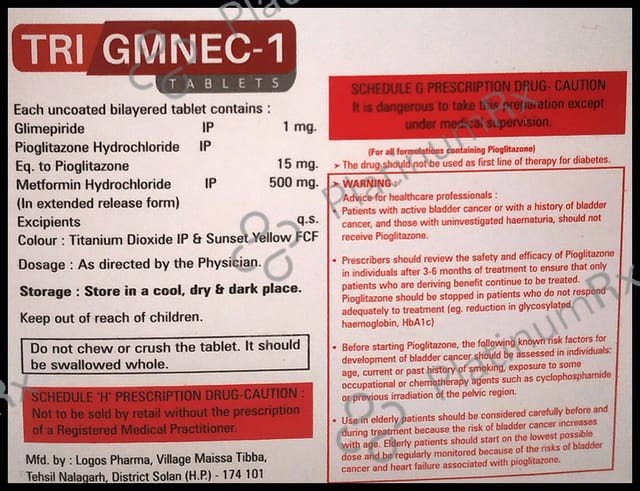 TRI GMNEC-1
TABLETS
Each uncoated bilayered tablet contains :
Glimepiride IP 1 mg.
Pioglitazone Hydrochloride IP
Eq. to Pioglitazone 15 mg.
Metformin Hydrochloride IP 500 mg.
(In extended release form)
Excipients q.s.
Colour : Titanium Dioxide IP & Sunset Yellow FCF
Dosage : As directed by the Physician.
Storage : Store in a cool, dry & dark place.
Keep out of reach of children.
Do not chew or crush the tablet. It should
be swallowed whole.
SCHEDULE 'H' PRESCRIPTION DRUG-CAUTION :
Not to be sold by retail without the prescription
of a Registered Medical Practitioner.
Mfd. by : Logos Pharma, Village Maissa Tibba,
Tehsil Nalagarh, District Solan (H.P.) - 174 101
SCHEDULE G PRESCRIPTION DRUG- CAUTION
It is dangerous to take this preparation except
under medical supervision.
(For all formulations containing Pioglitazone)
➤ The drug should not be used as first line of therapy for diabetes.
• WARNING
Advice for healthcare professionals :
Patients with active bladder cancer or with a history of bladder
cancer, and those with uninvestigated haematuria, should not
receive Pioglitazone.
• Prescribers should review the safety and efficacy of Pioglitazone
in individuals after 3-6 months of treatment to ensure that only
patients who are deriving benefit continue to be treated.
Pioglitazone should be stopped in patients who do not respond
adequately to treatment (eg. reduction in glycosylated
haemoglobin, HbA1c)
• Before starting Pioglitazone, the following known risk factors for
development of bladder cancer should be assessed in individuals:
age, current or past history of smoking, exposure to some
occupational or chemotherapy agents such as cyclophosphamide
or previous irradiation of the pelvic region.
• Use in elderly patients should be considered carefully before and
during treatment because the risk of bladder cancer increases
with age. Elderly patients should start on the lowest possible
dose and be regularly monitored because of the risks of bladder
cancer and heart failure associated with pioglitazone.
PlatinumRx
PlatinumRx
PlatinumRx